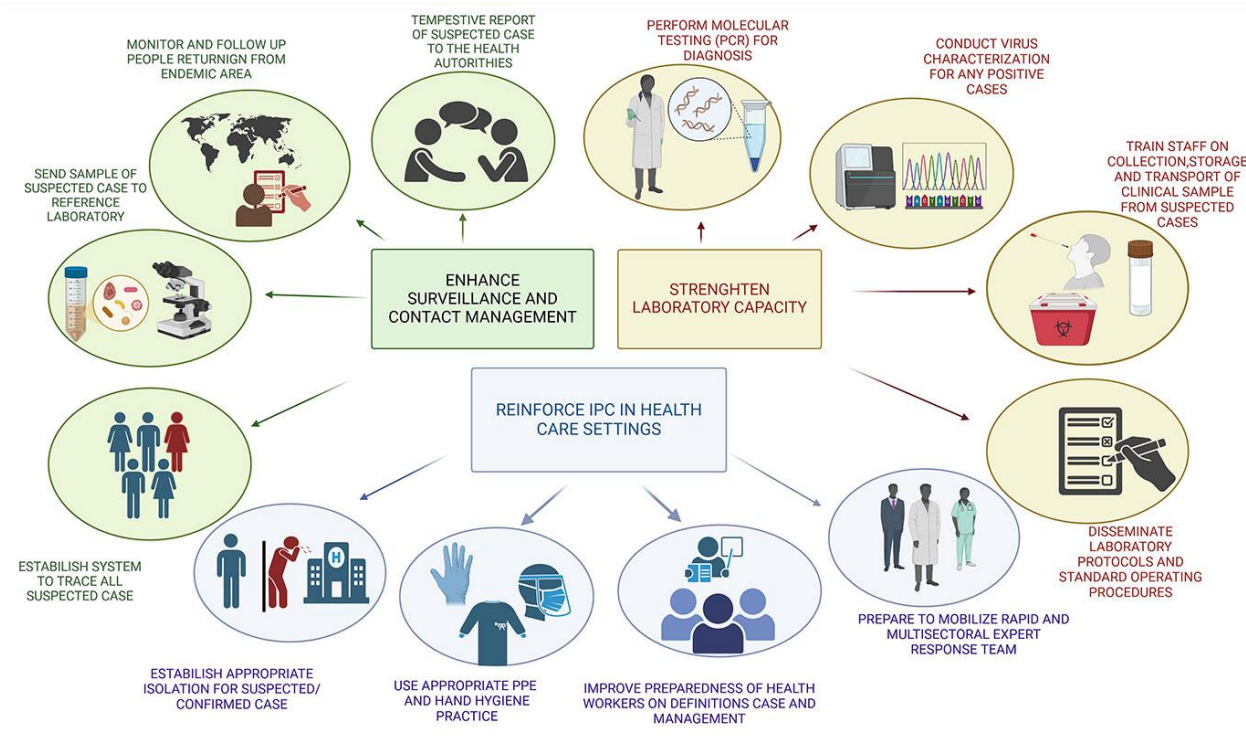 TEMPESTIVE REPORT
OF SUSPECTED CASE
TO THE HEALTH
AUTORITHIES
MONITOR AND FOLLOW UP
PEOPLE RETURNIGN FROM
ENDEMIC AREA
SEND SAMPLE OF
SUSPECTED CASE TO
REFERENCE
LABORATORY
PERFORM MOLECULAR
TESTING (PCR) FOR
DIAGNOSIS
CONDUCT VIRUS
CHARACTERIZATION
FOR ANY POSITIVE
CASES
TRAIN STAFF ON
COLLECTION,STORAGE
AND TRANSPORT OF
CLINICAL SAMPLE
FROM SUSPECTED
CASES
ENHANCE
SURVEILLANCE AND
CONTACT MANAGEMENT
STRENGHTEN
LABORATORY CAPACITY
REINFORCE IPC IN HEALTH
CARE SETTINGS
H
ESTABILISH SYSTEM
TO TRACE ALL
SUSPECTED CASE
DISSEMINATE
LABORATORY
PROTOCOLS AND
STANDARD OPERATING
PROCEDURES
ESTABILISH APPROPRIATE
ISOLATION FOR SUSPECTED/
CONFIRMED CASE
USE APPROPRIATE PPE
AND HAND HYGIENE
PRACTICE
IMPROVE PREPAREDNESS OF HEALTH
WORKERS ON DEFINITIONS CASE AND
MANAGEMENT
PREPARE TO MOBILIZE RAPID AND
MULTISECTORAL EXPERT
RESPONSE TEAM